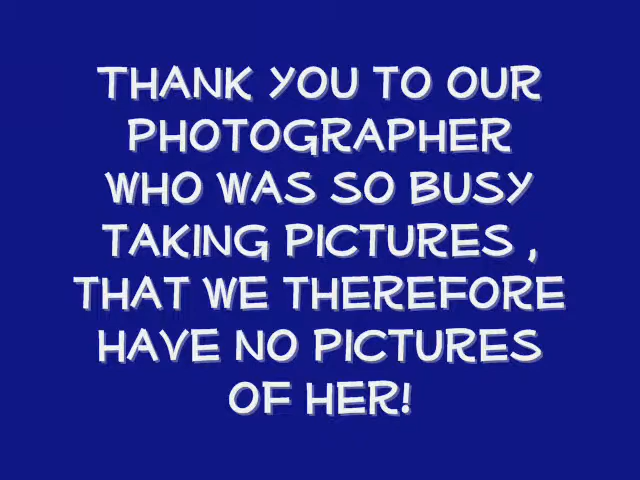 THANK YOU TO OUR
PHOTOGRAPHER
WHO WAS SO BUSY
TAKING PICTURES ,
THAT WE THEREFORE
HAVE NO PICTURES
OF HER!